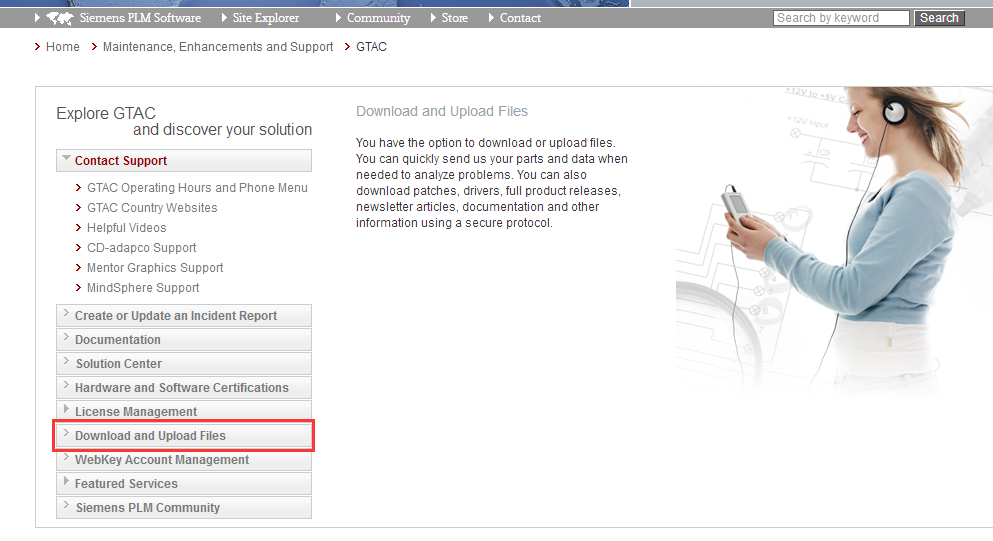 Siemens PLM Software Site Explorer Community Store Contact Search by keyword Search
Home Maintenance, Enhancements and Support GTAC
Explore GTAC
and discover your solution
Contact Support
GTAC Operating Hours and Phone Menu
GTAC Country Websites
Helpful Videos
CD-adapco Support
Mentor Graphics Support
MindSphere Support
Create or Update an Incident Report
Documentation
Solution Center
Hardware and Software Certifications
License Management
Download and Upload Files
WebKey Account Management
Featured Services
Siemens PLM Community
Download and Upload Files
You have the option to download or upload files.
You can quickly send us your parts and data when
needed to analyze problems. You can also
download patches, drivers, full product releases,
newsletter articles, documentation and other
information using a secure protocol.
+12V to +5V
+12V Input
C9